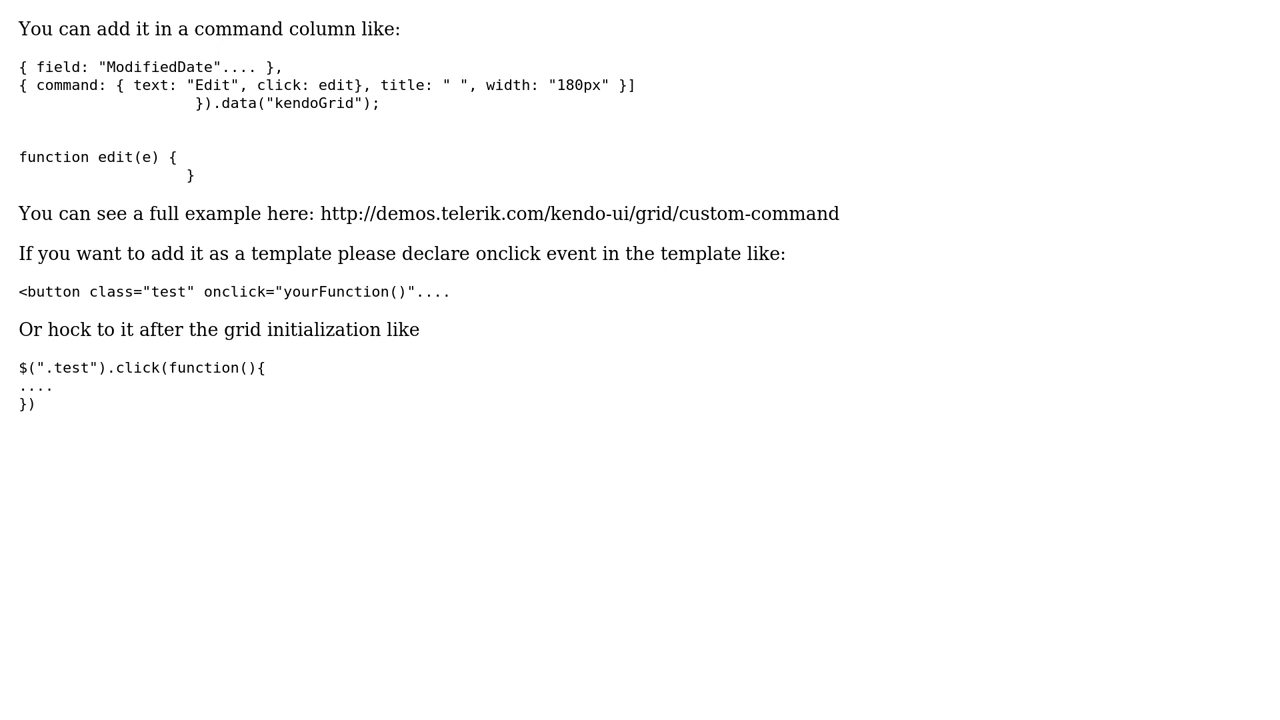 You can add it in a command column like:
{ field: "ModifiedDate".... },
{ command: { text: "Edit", click: edit}, title: " ", width: "180px" }]
                    }).data("kendoGrid");
function edit(e) {
                   }
You can see a full example here: http://demos.telerik.com/kendo-ui/grid/custom-command
If you want to add it as a template please declare onclick event in the template like:
<button class="test" onclick="yourFunction()"....
Or hock to it after the grid initialization like
$(".test").click(function(){
....
})